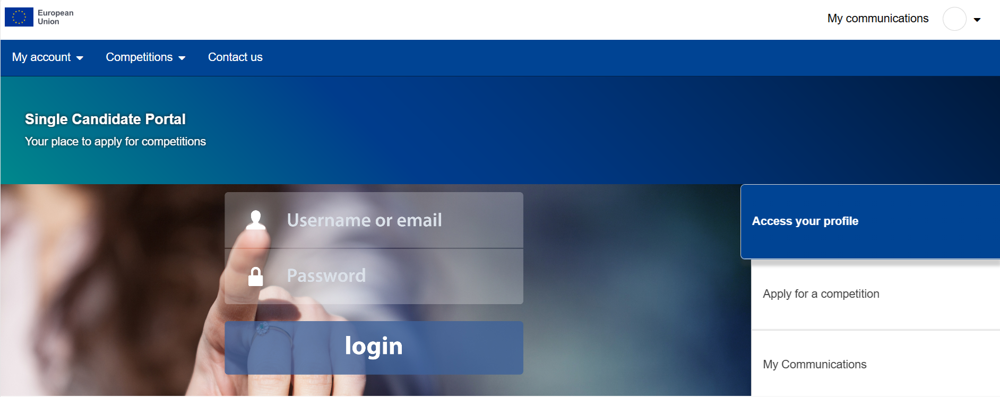 European
Union
My communications
My account
Competitions
Contact us
Single Candidate Portal
Your place to apply for competitions
Username or email
Password
login
Access your profile
Apply for a competition
My Communications